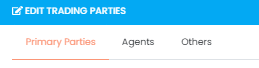 EDIT TRADING PARTIES
Primary Parties Agents Others